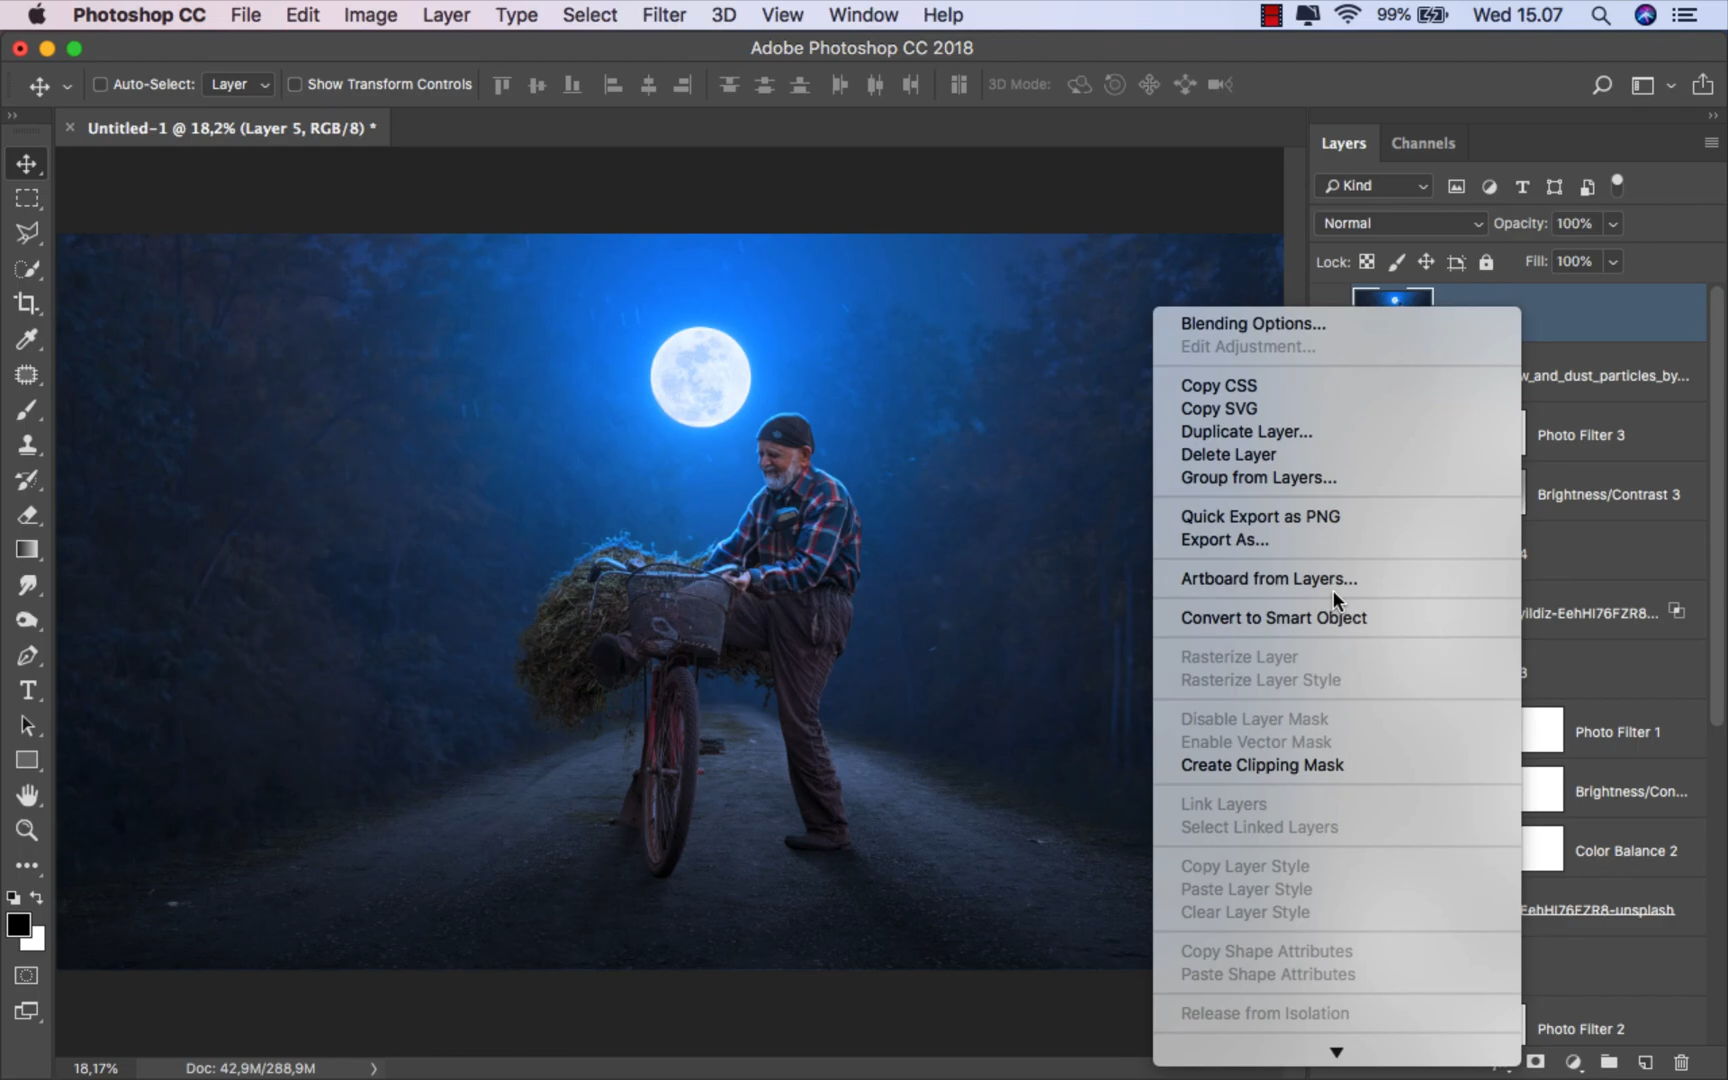 Photoshop CC File Edit Image Layer Type Select Filter 3D View Window Help 99% Wed 15.07
Adobe Photoshop CC 2018
Auto-Select: Layer Show Transform Controls 3D Mode:
× Untitled-1 @ 18,2% (Layer 5, RGB/8) *
Layers Channels
Kind
Normal Opacity: 100%
Lock: Fill: 100%
Blending Options...
Edit Adjustment...
Copy CSS
Copy SVG
Duplicate Layer...
Delete Layer
Group from Layers...
Quick Export as PNG
Export As...
Artboard from Layers...
Convert to Smart Object
Rasterize Layer
Rasterize Layer Style
Disable Layer Mask
Enable Vector Mask
Create Clipping Mask
Link Layers
Select Linked Layers
Copy Layer Style
Paste Layer Style
Clear Layer Style
Copy Shape Attributes
Paste Shape Attributes
Release from Isolation
w_and_dust_particles_by...
Photo Filter 3
Brightness/Contrast 3
4
yildiz-EehHI76FZR8...
3
Photo Filter 1
Brightness/Con...
Color Balance 2
EehHI76FZR8-unsplash
Photo Filter 2
18,17% Doc: 42,9M/288,9M